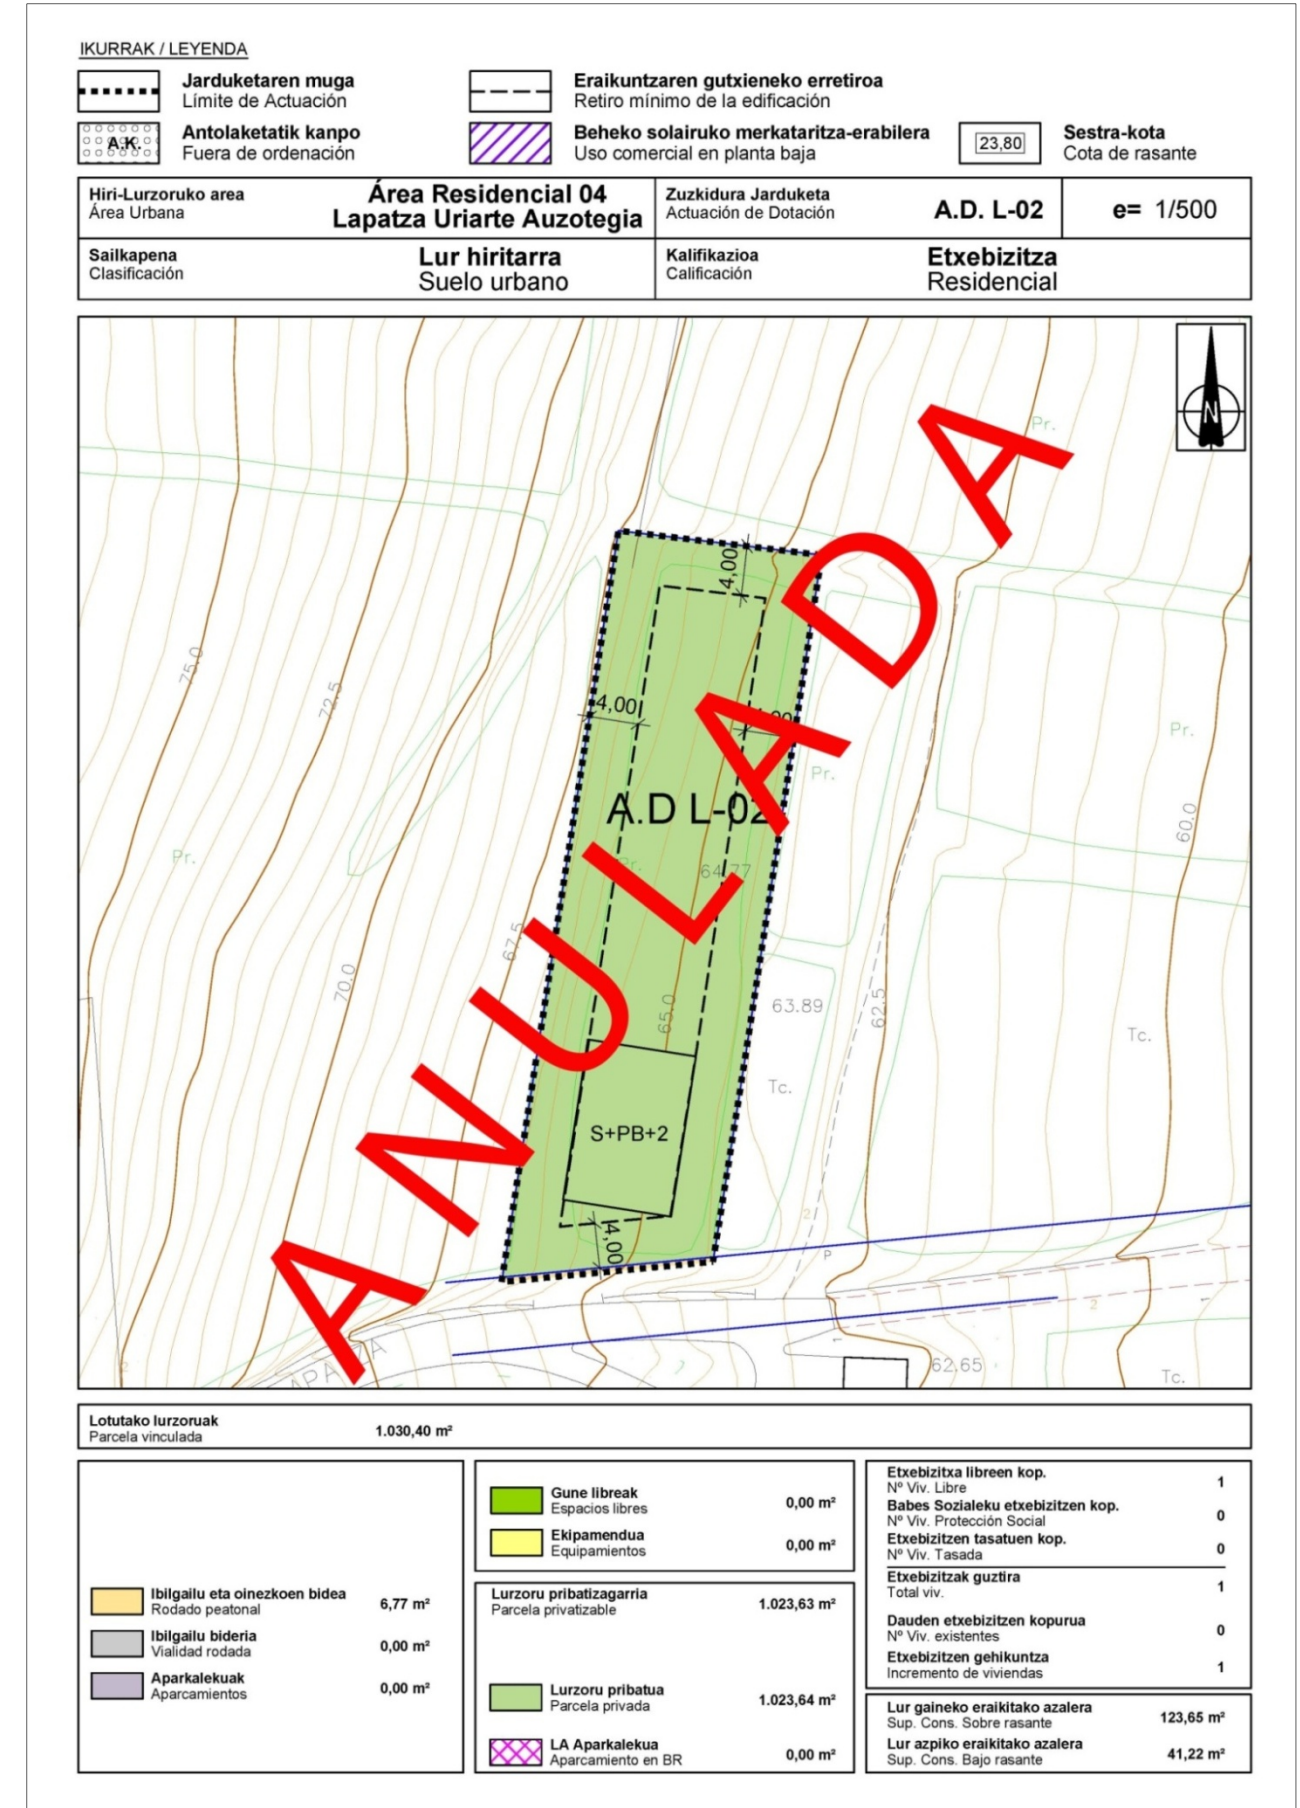 IKURRAK / LEYENDA
Jarduketaren muga
Límite de Actuación
Eraikuntzaren gutxieneko erretiroa
Retiro mínimo de la edificación
A.K.
Antolaketatik kanpo
Fuera de ordenación
Beheko solairuko merkataritza-erabilera
Uso comercial en planta baja
23,80
Sestra-kota
Cota de rasante
Hiri-Lurzoruko area
Área Urbana
Área Residencial 04
Lapatza Uriarte Auzotegia
Zuzkidura Jarduketa
Actuación de Dotación
A.D. L-02
e= 1/500
Sailkapena
Clasificación
Lur hiritarra
Suelo urbano
Kalifikazioa
Calificación
Etxebizitza
Residencial
N
Pr.
4,00
75.0
72.5
4,00
Pr.
Pr.
A.D L-02
60.0
Pr.
Pr.
64.77
67.5
70.0
65.0
63.89
62.5
Tc.
Tc.
S+PB+2
4,00
2
P
2
1
1
62.65
Tc.
2
ANULADA
Lotutako lurzoruak
Parcela vinculada
1.030,40 m²
Ibilgailu eta oinezkoen bidea
Rodado peatonal
6,77 m²
Ibilgailu bideria
Vialidad rodada
0,00 m²
Aparkalekuak
Aparcamientos
0,00 m²
Gune libreak
Espacios libres
0,00 m²
Ekipamendua
Equipamientos
0,00 m²
Lurzoru pribatizagarria
Parcela privatizable
1.023,63 m²
Lurzoru pribatua
Parcela privada
1.023,64 m²
LA Aparkalekua
Aparcamiento en BR
0,00 m²
Etxebizitxa libreen kop.
Nº Viv. Libre
1
Babes Sozialeku etxebizitzen kop.
Nº Viv. Protección Social
0
Etxebizitzen tasatuen kop.
Nº Viv. Tasada
0
Etxebizitzak guztira
Total viv.
1
Dauden etxebizitzen kopurua
Nº Viv. existentes
0
Etxebizitzen gehikuntza
Incremento de viviendas
1
Lur gaineko eraikitako azalera
Sup. Cons. Sobre rasante
123,65 m²
Lur azpiko eraikitako azalera
Sup. Cons. Bajo rasante
41,22 m²